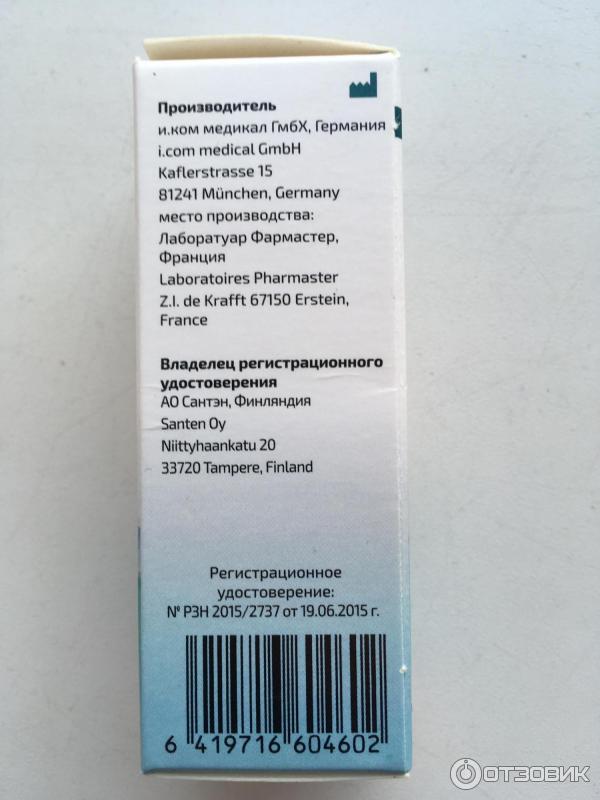 Производитель
и.ком медикал ГмбХ, Германия
i.com medical GmbH
Kaflerstrasse 15
81241 München, Germany
место производства:
Лаборатуар Фармастер,
Франция
Laboratoires Pharmaster
Z.I. de Krafft 67150 Erstein,
France
Владелец регистрационного
удостоверения
АО Сантэн, Финляндия
Santen Oy
Niittyhaankatu 20
33720 Tampere, Finland
Регистрационное
удостоверение:
№ РЗН 2015/2737 от 19.06.2015 г.
6 419716 604602
ОТЗОВИК